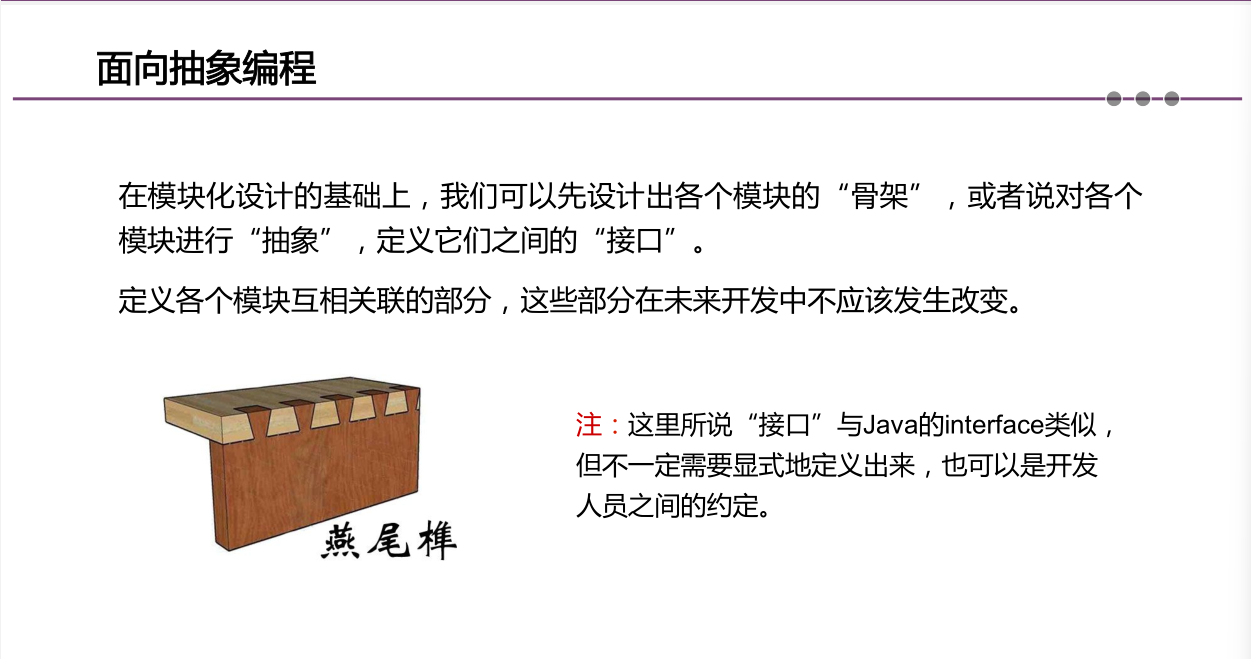 面向抽象编程
在模块化设计的基础上，我们可以先设计出各个模块的“骨架”，或者说对各个
模块进行“抽象”，定义它们之间的“接口”。
定义各个模块互相关联的部分，这些部分在未来开发中不应该发生改变。
注：这里所说“接口”与Java的interface类似，
但不一定需要显式地定义出来，也可以是开发
人员之间的约定。
燕尾榫